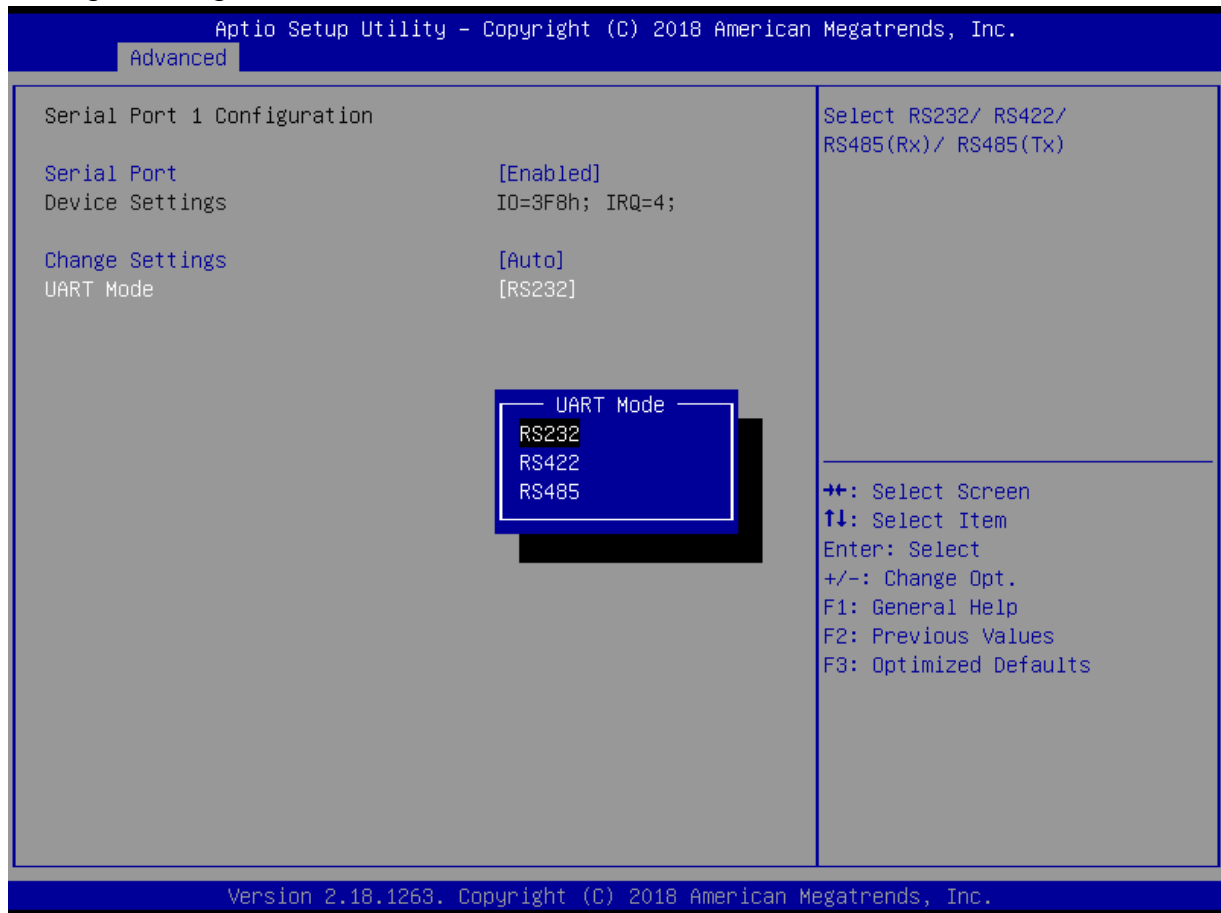 Aptio Setup Utility – Copyright (C) 2018 American Megatrends, Inc.
Advanced
Serial Port 1 Configuration
Serial Port [Enabled]
Device Settings IO=3F8h; IRQ=4;
Change Settings [Auto]
UART Mode [RS232]
UART Mode
RS232
RS422
RS485
Select RS232/ RS422/
RS485(Rx)/ RS485(Tx)
→←: Select Screen
↑↓: Select Item
Enter: Select
+/-: Change Opt.
F1: General Help
F2: Previous Values
F3: Optimized Defaults
Version 2.18.1263. Copyright (C) 2018 American Megatrends, Inc.